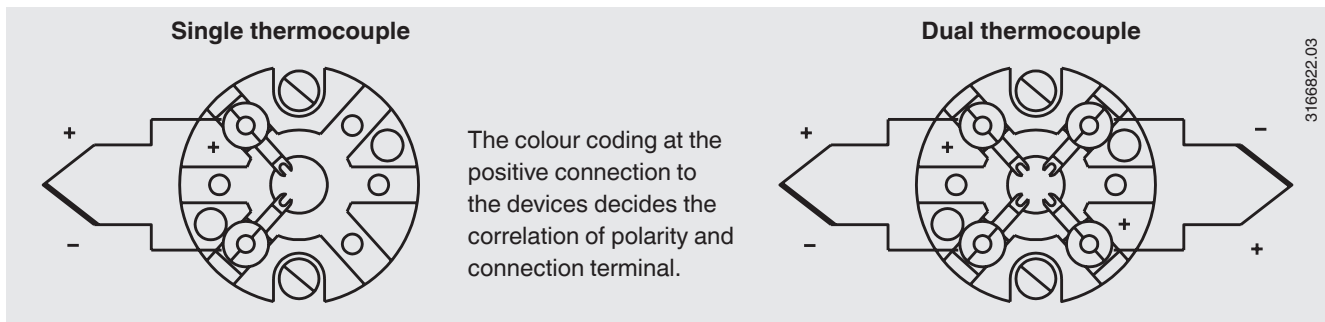 Single thermocouple
+
+
−
The colour coding at the
positive connection to
the devices decides the
correlation of polarity and
connection terminal.
Dual thermocouple
+
+
−
−
+
+
3166822.03